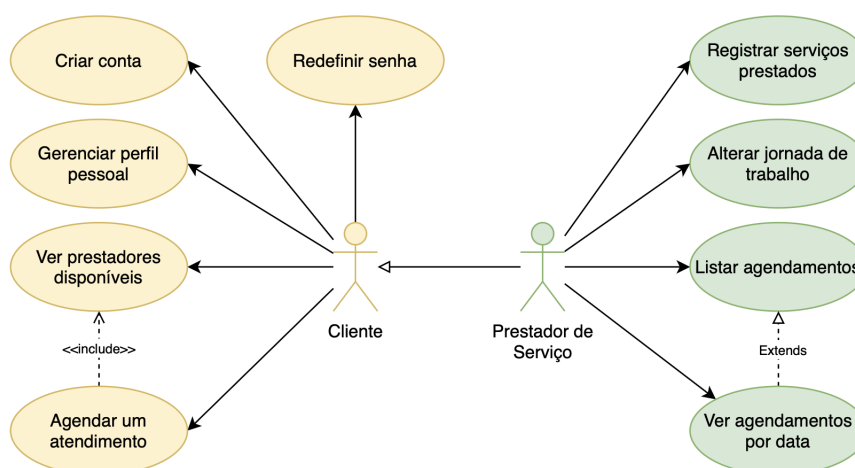 Criar conta
Redefinir senha
Registrar serviços
prestados
Gerenciar perfil
pessoal
Alterar jornada de
trabalho
Ver prestadores
disponíveis
Listar agendamentos
Cliente
Prestador de
Serviço
<<include>>
Extends
Agendar um
atendimento
Ver agendamentos
por data